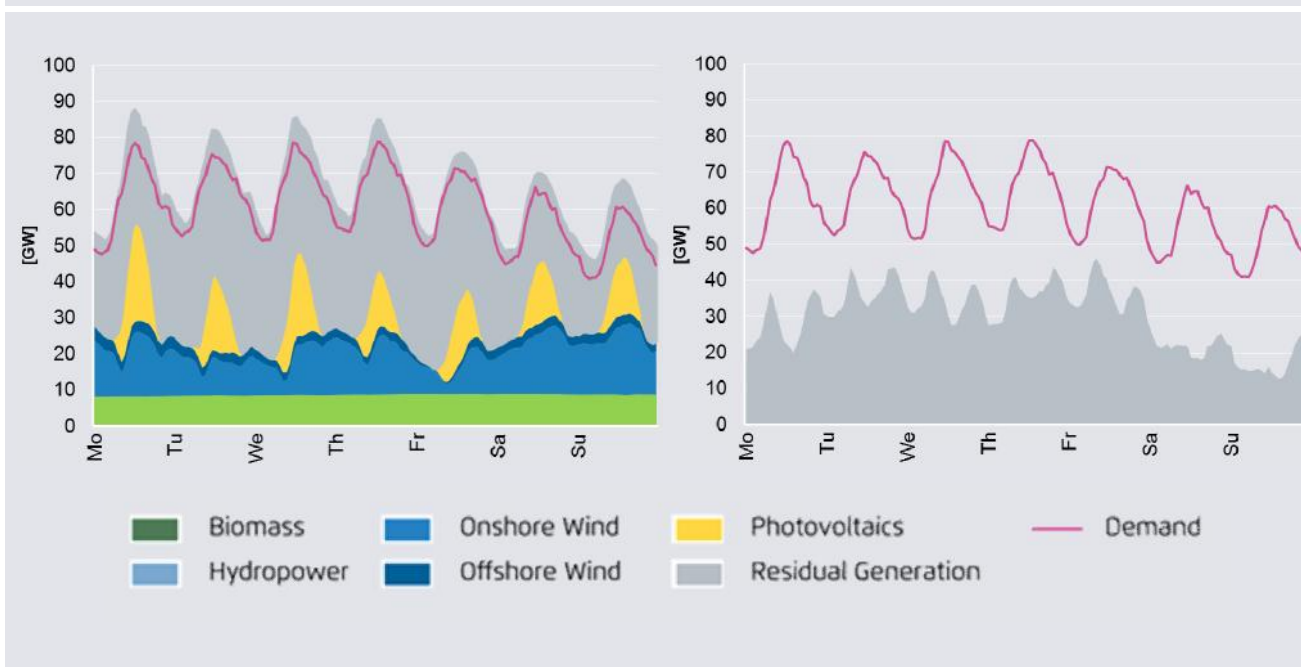 100
90
80
70
60
50
40
30
20
10
0
[GW]
Mo
Tu
We
Th
Fr
Sa
Su
100
90
80
70
60
50
40
30
20
10
0
[GW]
Mo
Tu
We
Th
Fr
Sa
Su
Biomass Onshore Wind Photovoltaics Demand
Hydropower Offshore Wind Residual Generation